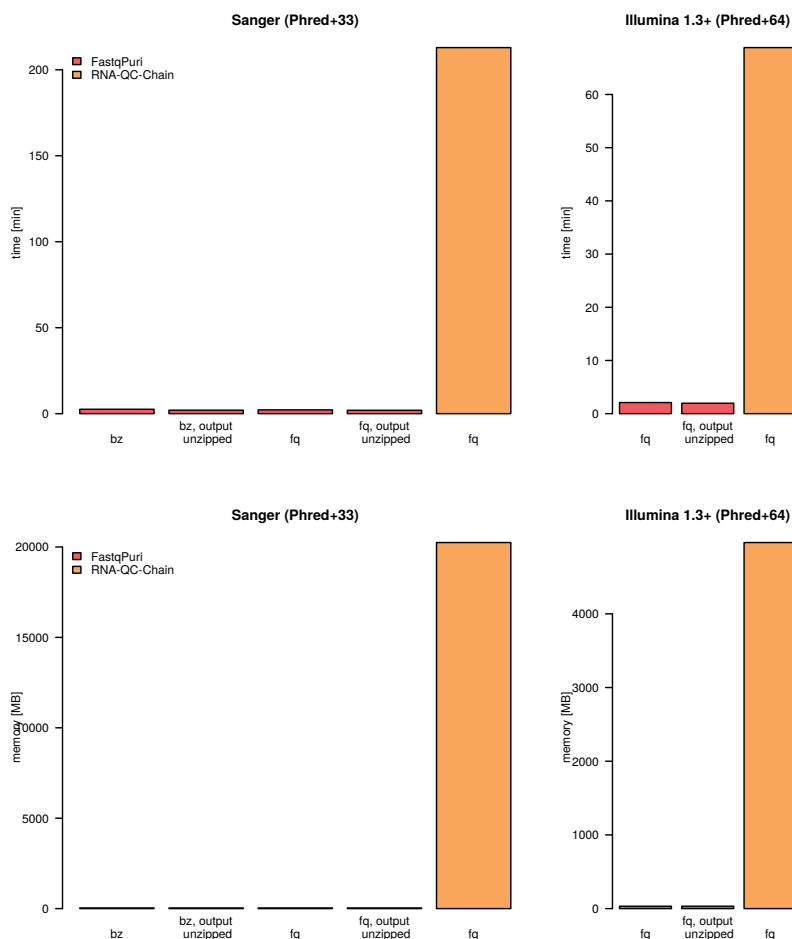 Sanger (Phred+33)
FastqPuri
RNA-QC-Chain
time [min]
200
150
100
50
0
bz
bz, output
unzipped
fq
fq, output
unzipped
fq
Illumina 1.3+ (Phred+64)
time [min]
60
50
40
30
20
10
0
fq
fq, output
unzipped
fq
Sanger (Phred+33)
FastqPuri
RNA-QC-Chain
memory [MB]
20000
15000
10000
5000
0
bz
bz, output
unzipped
fq
fq, output
unzipped
fq
Illumina 1.3+ (Phred+64)
memory [MB]
4000
3000
2000
1000
0
fq
fq, output
unzipped
fq